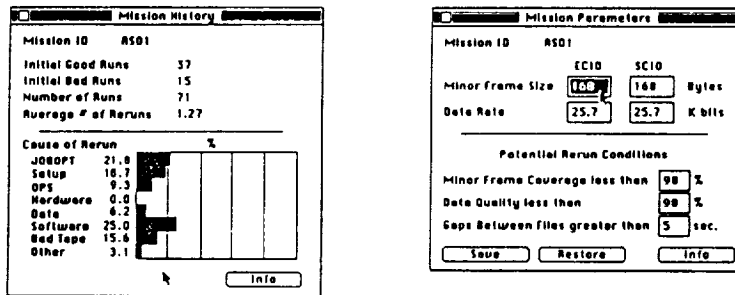 Mission History
Mission ID AS01
Initial Good Runs 37
Initial Bad Runs 15
Number of Runs 71
Average # of Reruns 1.27
Cause of Rerun %
JOBOPT 21.8
Setup 18.7
OPS 9.3
Hardware 0.0
Data 6.2
Software 25.0
Bad Tape 15.6
Other 3.1
Info
Mission Parameters
Mission ID AS01
ECIO SCIO
Minor Frame Size 168 168 Bytes
Data Rate 25.7 25.7 K bits
Potential Rerun Conditions
Minor Frame Coverage less than 98 %
Data Quality less than 98 %
Gaps Between files greater than 5 sec.
Save Restore Info